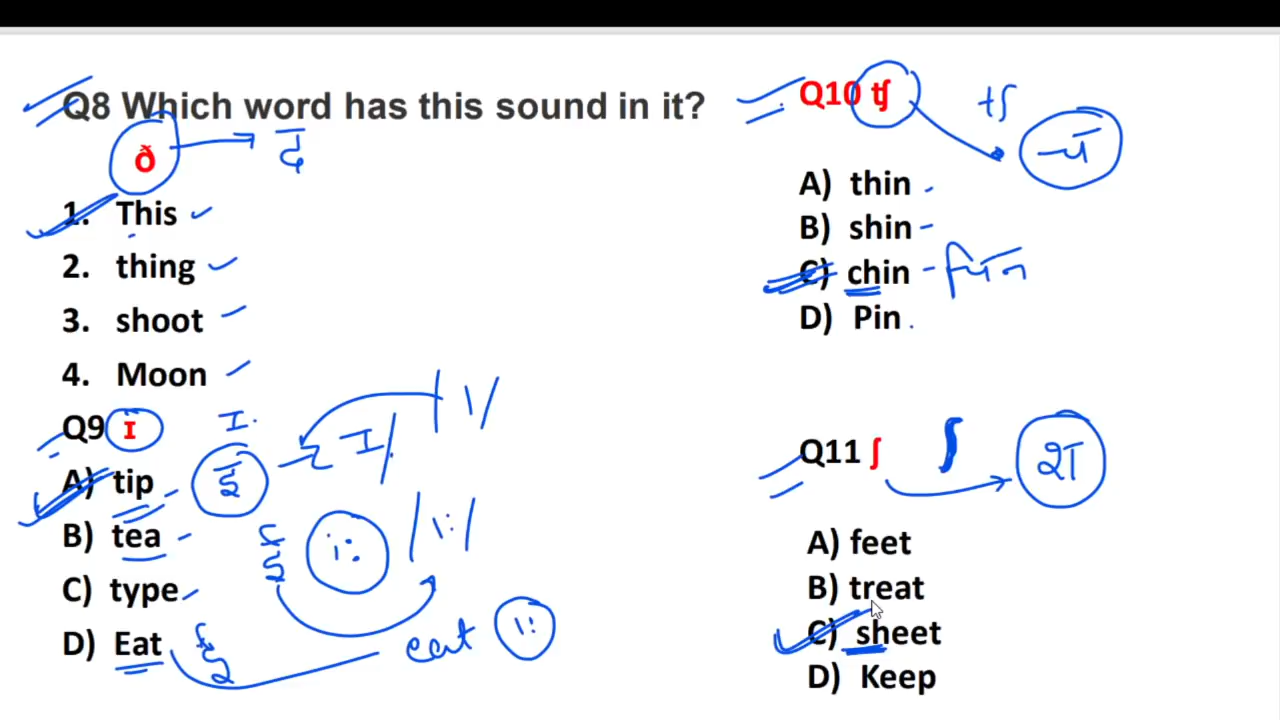 Q8 Which word has this sound in it?
ð द
1. This
2. thing
3. shoot
4. Moon
Q9 ɪ I.
A) tip इ I /ı/
B) tea ई i: /ı:/
C) type
D) Eat ई eat ı:
Q10 ʧ tʃ च
A) thin
B) shin
C) chin चिन
D) Pin
Q11 ʃ ʃ श
A) feet
B) treat
C) sheet
D) Keep